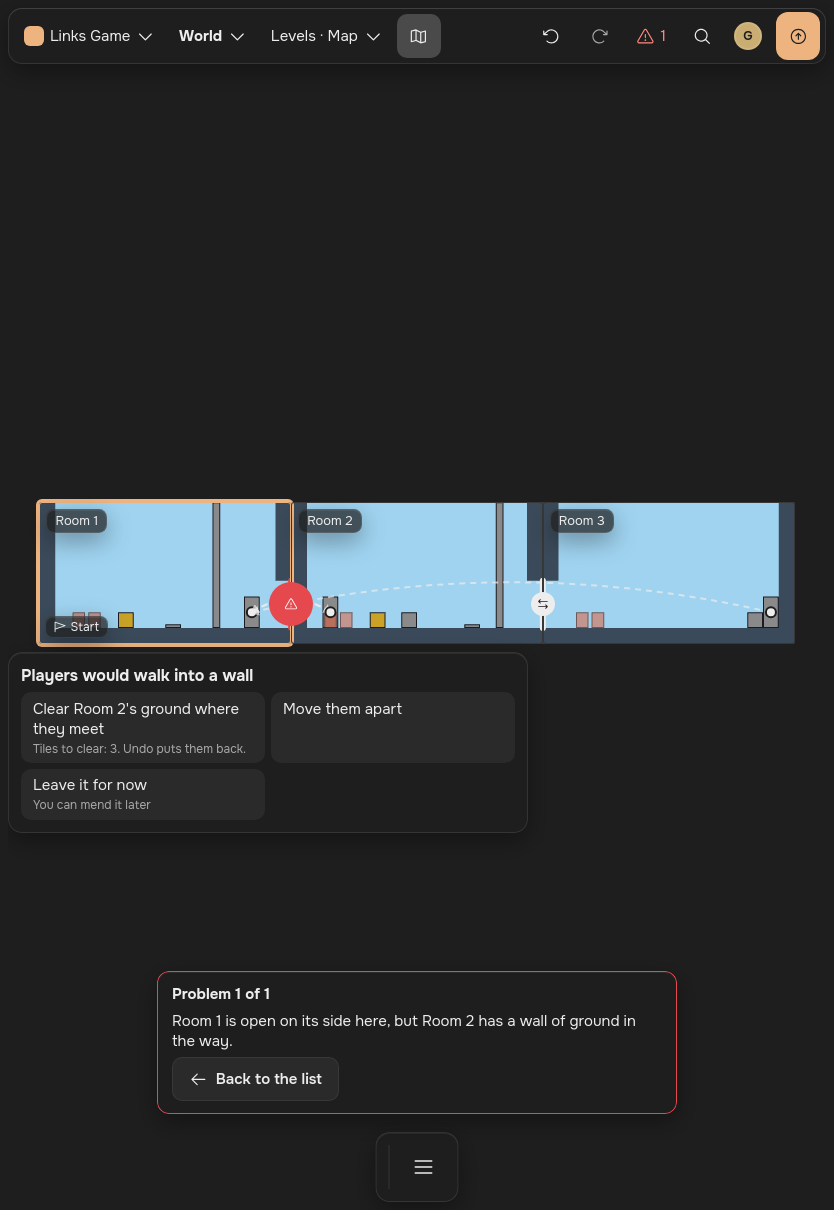 Links Game
World
Levels · Map
1
G
Room 1
Room 2
Room 3
Start
Players would walk into a wall
Clear Room 2's ground where
they meet
Tiles to clear: 3. Undo puts them back.
Move them apart
Leave it for now
You can mend it later
Problem 1 of 1
Room 1 is open on its side here, but Room 2 has a wall of ground in
the way.
Back to the list